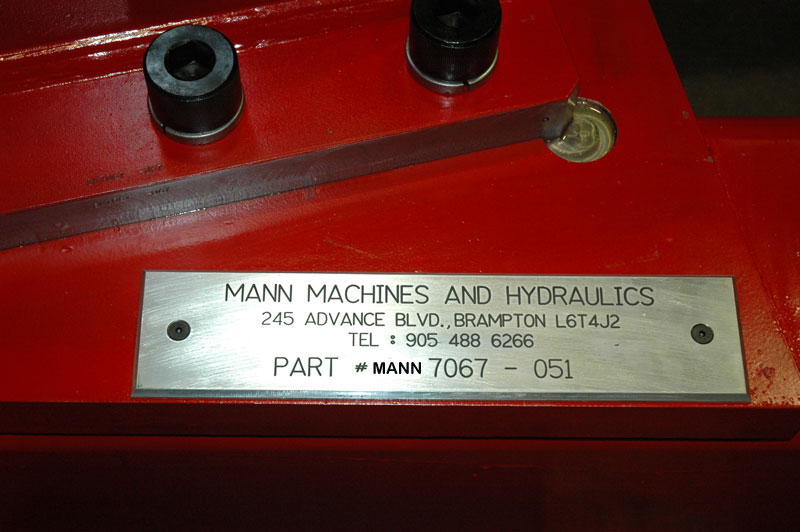 MANN MACHINES AND HYDRAULICS
245 ADVANCE BLVD., BRAMPTON L6T4J2
TEL : 905 488 6266
PART # MANN 7067 - 051